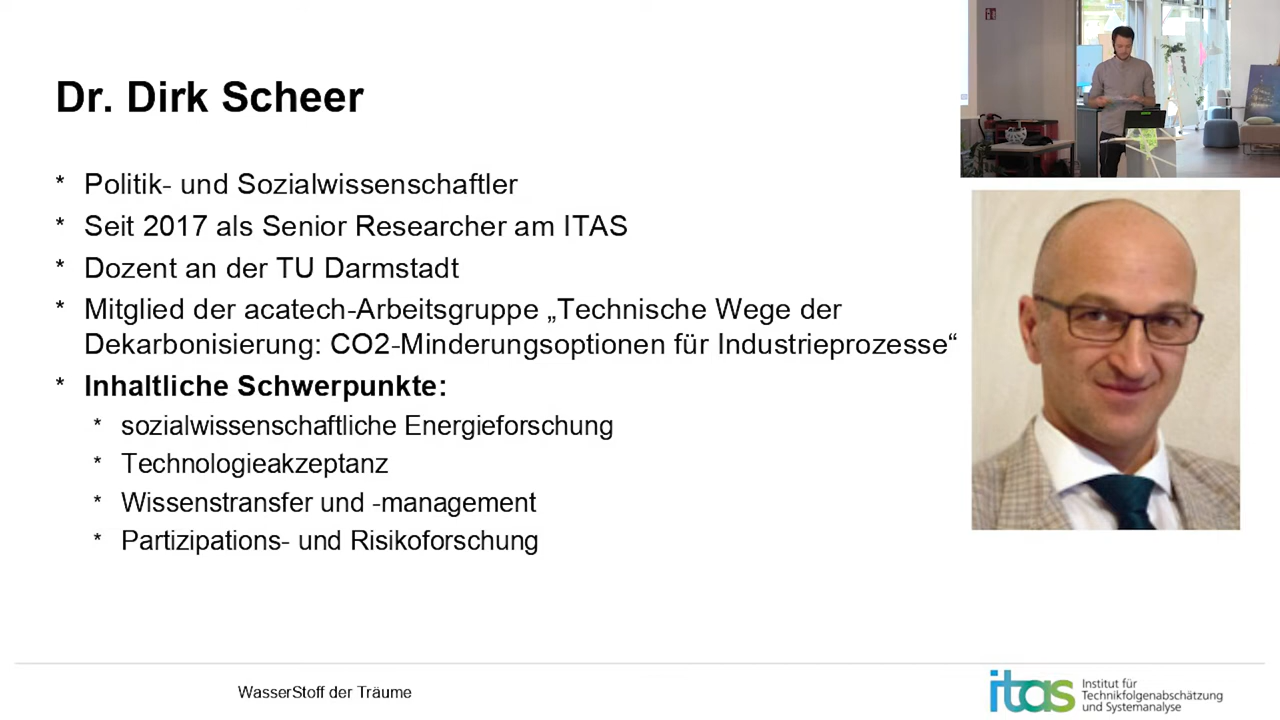 Dr. Dirk Scheer
* Politik- und Sozialwissenschaftler
* Seit 2017 als Senior Researcher am ITAS
* Dozent an der TU Darmstadt
* Mitglied der acatech-Arbeitsgruppe „Technische Wege der
Dekarbonisierung: CO2-Minderungsoptionen für Industrieprozesse“
* Inhaltliche Schwerpunkte:
* sozialwissenschaftliche Energieforschung
* Technologieakzeptanz
* Wissenstransfer und -management
* Partizipations- und Risikoforschung
WasserStoff der Träume
itas
Institut für
Technikfolgenabschätzung
und Systemanalyse